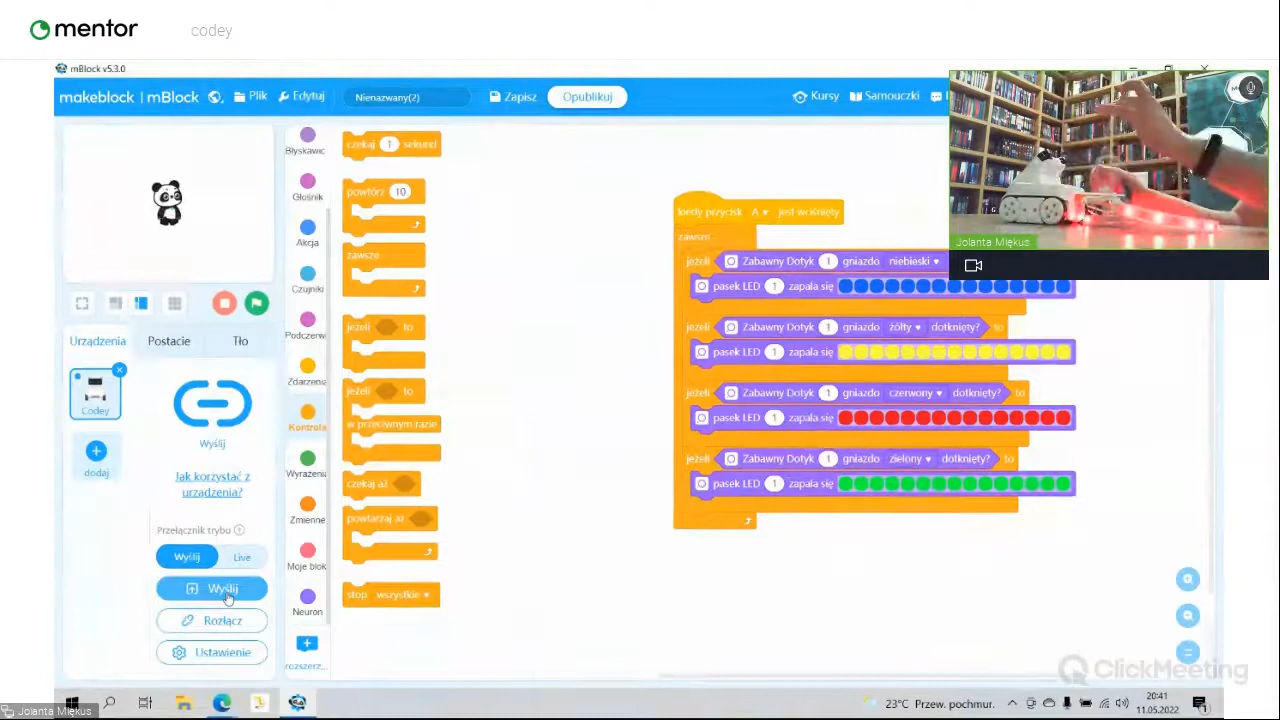 mentor
codey
mBlock v5.3.0
makeblock | mBlock
Plik
Edytuj
Nienazwany(2)
Zapisz
Opublikuj
Kursy
Samouczki
Jolanta Miękus
Błyskawic
Głośnik
Akcja
Czujniki
Podczerw
Zdarzenia
Kontrola
Wyrażenia
Zmienne
Moje blok
Neuron
rozszerz...
czekaj 1 sekund
powtórz 10
zawsze
jeżeli to
jeżeli to
w przeciwnym razie
czekaj aż
powtarzaj aż
stop wszystkie
kiedy przycisk A jest wciśnięty
zawsze
jeżeli Zabawny Dotyk 1 gniazdo niebieski
pasek LED 1 zapala się
jeżeli Zabawny Dotyk 1 gniazdo żółty dotknięty? to
pasek LED 1 zapala się
jeżeli Zabawny Dotyk 1 gniazdo czerwony dotknięty? to
pasek LED 1 zapala się
jeżeli Zabawny Dotyk 1 gniazdo zielony dotknięty? to
pasek LED 1 zapala się
Urządzenia
Postacie
Tło
Codey
dodaj
Wyślij
Jak korzystać z
urządzenia?
Przełącznik trybu
Wyślij
Live
Wyślij
Rozłącz
Ustawienie
ClickMeeting
Jolanta Miękus
23°C Przew. pochmur.
20:41
11.05.2022